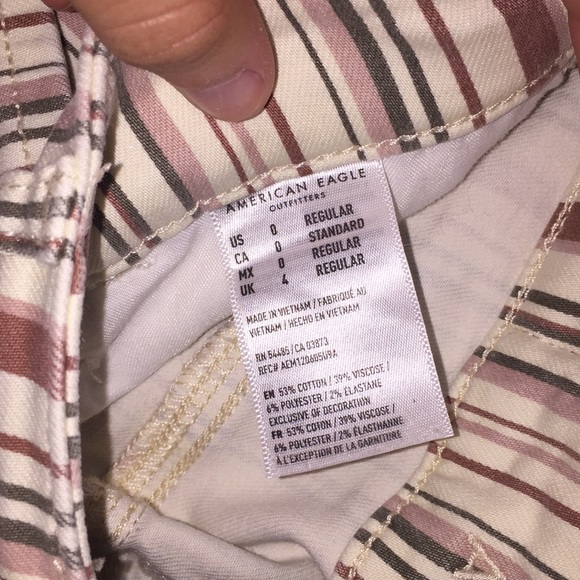 AMERICAN EAGLE
OUTFITTERS
US 0 REGULAR
CA 0 STANDARD
MX 0 REGULAR
UK 4 REGULAR
MADE IN VIETNAM / FABRIQUÉ AU
VIETNAM / HECHO EN VIETNAM
RN 54485 / CA 03873
REF# AEM120605U9A
EN 53% COTTON / 39% VISCOSE /
6% POLYESTER / 2% ELASTANE
EXCLUSIVE OF DECORATION
FR 53% COTON / 39% VISCOSE /
6% POLYESTER / 2% ÉLASTHANNE
À L'EXCEPTION DE LA GARNITURE